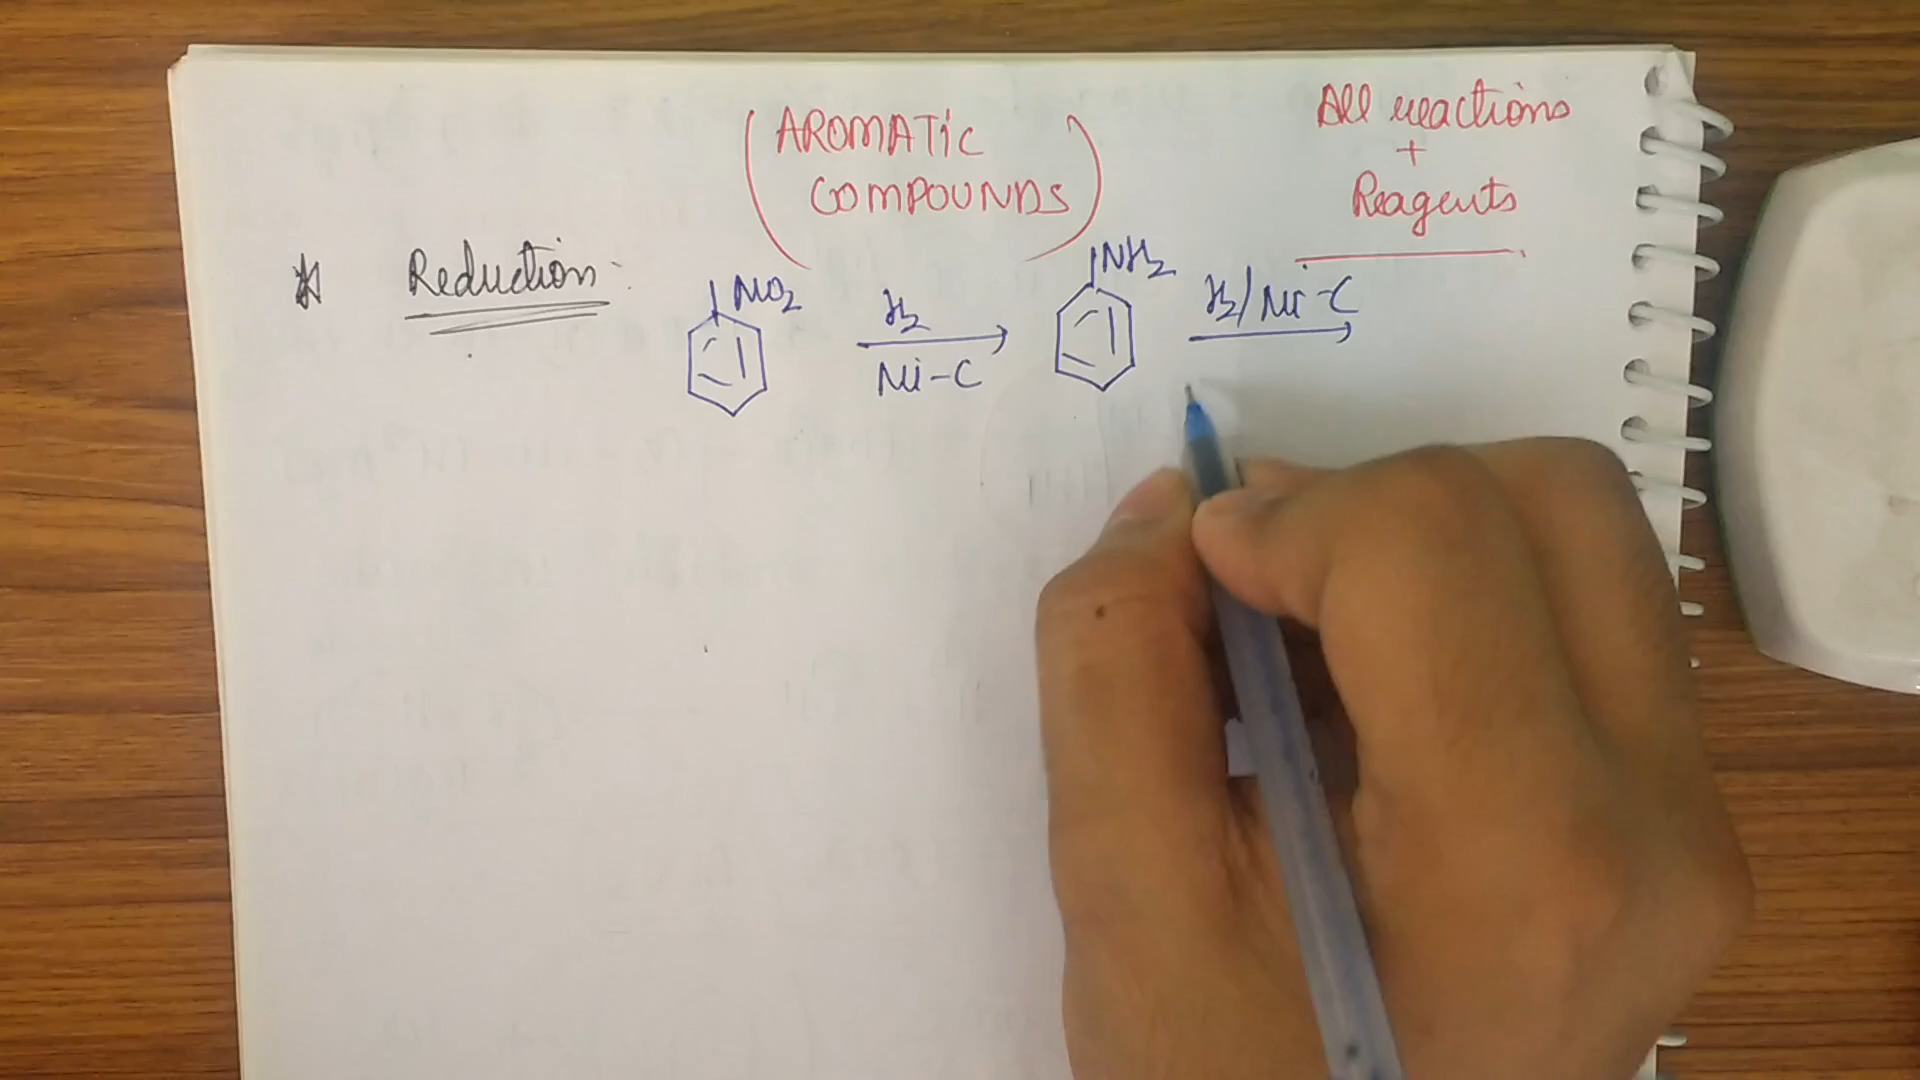 (AROMATIC
COMPOUNDS)
All reactions
+
Reagents
* Reduction:
NO2
H2
Ni-C
NH2
H2/Ni-C